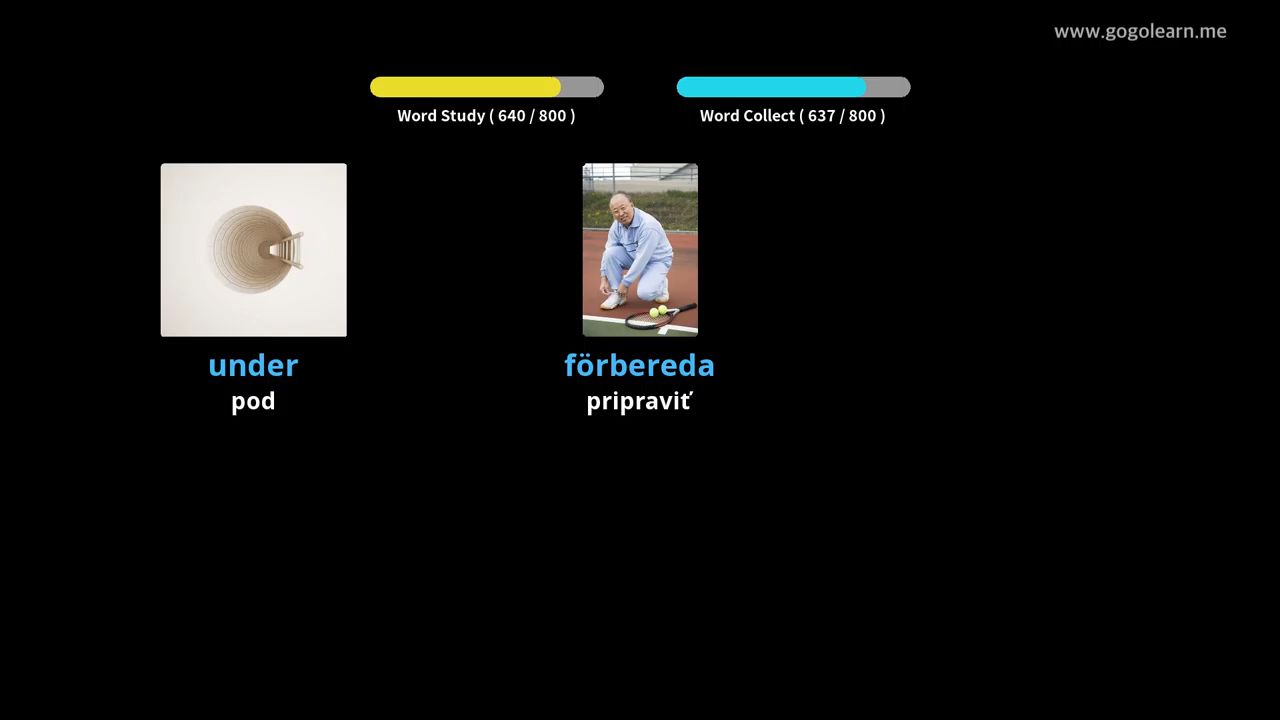 www.gogolearn.me
Word Study ( 640 / 800 )
Word Collect ( 637 / 800 )
under
pod
förbereda
pripraviť